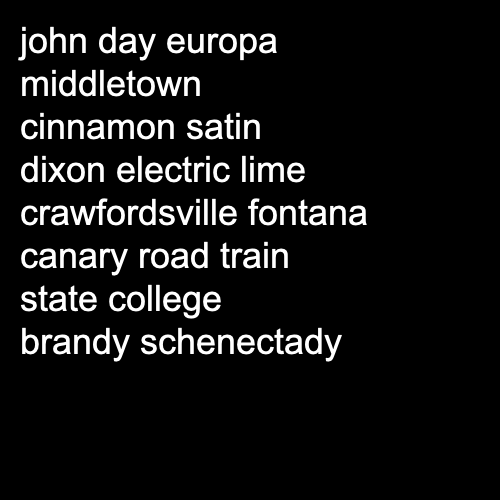 john day europa
middletown
cinnamon satin
dixon electric lime
crawfordsville fontana
canary road train
state college
brandy schenectady